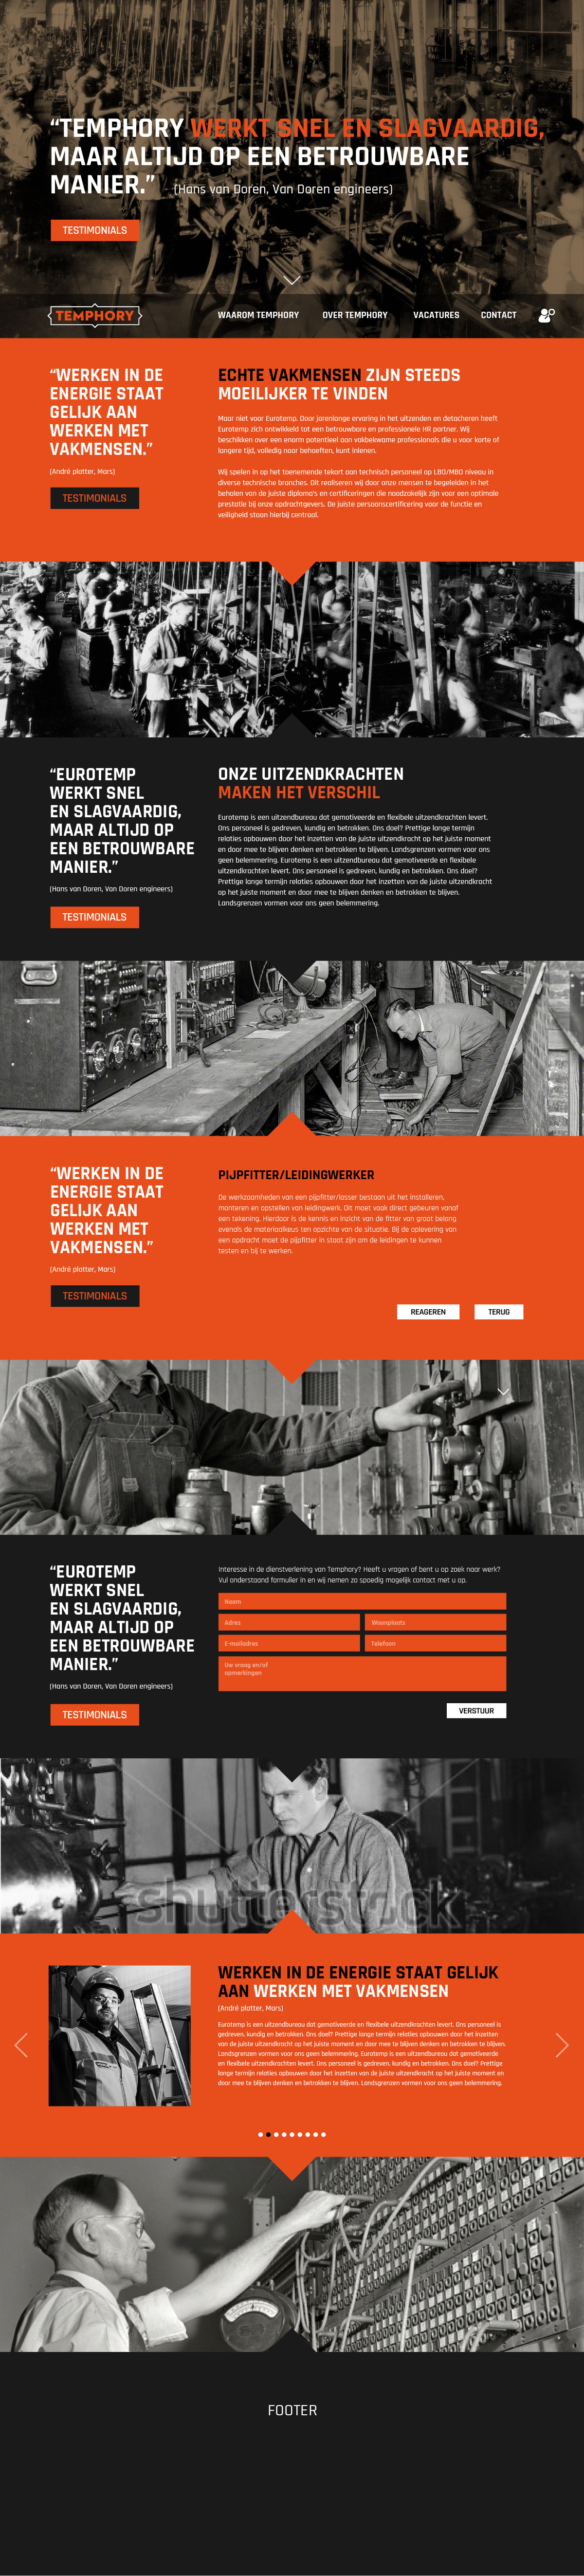 “TEMPHORY WERKT SNEL EN SLAGVAARDIG,
MAAR ALTIJD OP EEN BETROUWBARE
MANIER.” (Hans van Doren, Van Doren engineers)
TESTIMONIALS
TEMPHORY
WAAROM TEMPHORY
OVER TEMPHORY
VACATURES
CONTACT
“WERKEN IN DE
ENERGIE STAAT
GELIJK AAN
WERKEN MET
VAKMENSEN.”
(André platter, Mars)
TESTIMONIALS
ECHTE VAKMENSEN ZIJN STEEDS
MOEILIJKER TE VINDEN
Maar niet voor Eurotemp. Door jarenlange ervaring in het uitzenden en detacheren heeft
Eurotemp zich ontwikkeld tot een betrouwbare en professionele HR partner. Wij
beschikken over een enorm potentieel aan vakbekwame professionals die u voor korte of
langere tijd, volledig naar behoeften, kunt inlenen.
Wij spelen in op het toenemende tekort aan technisch personeel op LBO/MBO niveau in
diverse technische branches. Dit realiseren wij door onze mensen te begeleiden in het
behalen van de juiste diploma's en certificeringen die noodzakelijk zijn voor een optimale
prestatie bij onze opdrachtgevers. De juiste persoonscertificering voor de functie en
veiligheid staan hierbij centraal.
“EUROTEMP
WERKT SNEL
EN SLAGVAARDIG,
MAAR ALTIJD OP
EEN BETROUWBARE
MANIER.”
(Hans van Doren, Van Doren engineers)
TESTIMONIALS
ONZE UITZENDKRACHTEN
MAKEN HET VERSCHIL
Eurotemp is een uitzendbureau dat gemotiveerde en flexibele uitzendkrachten levert.
Ons personeel is gedreven, kundig en betrokken. Ons doel? Prettige lange termijn
relaties opbouwen door het inzetten van de juiste uitzendkracht op het juiste moment
en door mee te blijven denken en betrokken te blijven. Landsgrenzen vormen voor ons
geen belemmering. Eurotemp is een uitzendbureau dat gemotiveerde en flexibele
uitzendkrachten levert. Ons personeel is gedreven, kundig en betrokken. Ons doel?
Prettige lange termijn relaties opbouwen door het inzetten van de juiste uitzendkracht
op het juiste moment en door mee te blijven denken en betrokken te blijven.
Landsgrenzen vormen voor ons geen belemmering.
“WERKEN IN DE
ENERGIE STAAT
GELIJK AAN
WERKEN MET
VAKMENSEN.”
(André platter, Mars)
TESTIMONIALS
PIJPFITTER/LEIDINGWERKER
De werkzaamheden van een pijpfitter/lasser bestaan uit het installeren,
monteren en opstellen van leidingwerk. Dit moet vaak direct gebeuren vanaf
een tekening. Hierdoor is de kennis en inzicht van de fitter van groot belang
evenals de materiaalkeus ten opzichte van de situatie. Bij de oplevering van
een opdracht moet de pijpfitter in staat zijn om de leidingen te kunnen
testen en bij te werken.
REAGEREN
TERUG
“EUROTEMP
WERKT SNEL
EN SLAGVAARDIG,
MAAR ALTIJD OP
EEN BETROUWBARE
MANIER.”
(Hans van Doren, Van Doren engineers)
TESTIMONIALS
Interesse in de dienstverlening van Temphory? Heeft u vragen of bent u op zoek naar werk?
Vul onderstaand formulier in en wij nemen zo spoedig mogelijk contact met u op.
Naam
Adres
Woonplaats
E-mailadres
Telefoon
Uw vraag en/of
opmerkingen
VERSTUUR
shutterstock
WERKEN IN DE ENERGIE STAAT GELIJK
AAN WERKEN MET VAKMENSEN
(André platter, Mars)
Eurotemp is een uitzendbureau dat gemotiveerde en flexibele uitzendkrachten levert. Ons personeel is
gedreven, kundig en betrokken. Ons doel? Prettige lange termijn relaties opbouwen door het inzetten
van de juiste uitzendkracht op het juiste moment en door mee te blijven denken en betrokken te blijven.
Landsgrenzen vormen voor ons geen belemmering. Eurotemp is een uitzendbureau dat gemotiveerde
en flexibele uitzendkrachten levert. Ons personeel is gedreven, kundig en betrokken. Ons doel? Prettige
lange termijn relaties opbouwen door het inzetten van de juiste uitzendkracht op het juiste moment en
door mee te blijven denken en betrokken te blijven. Landsgrenzen vormen voor ons geen belemmering.
FOOTER